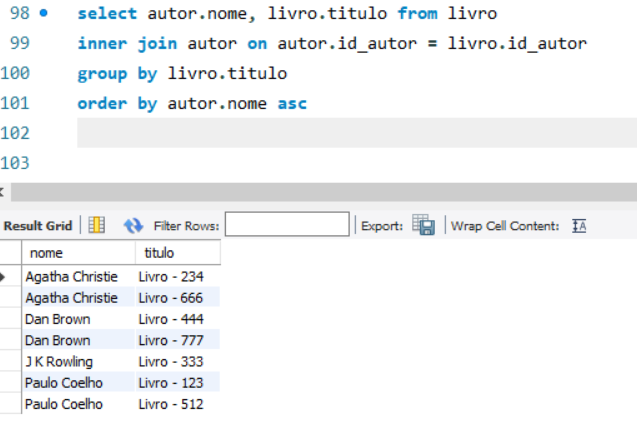 98 select autor.nome, livro.titulo from livro
99 inner join autor on autor.id_autor = livro.id_autor
100 group by livro.titulo
101 order by autor.nome asc
102
103
Result Grid Filter Rows: Export: Wrap Cell Content: IA
nome titulo
Agatha Christie Livro - 234
Agatha Christie Livro - 666
Dan Brown Livro - 444
Dan Brown Livro - 777
J K Rowling Livro - 333
Paulo Coelho Livro - 123
Paulo Coelho Livro - 512